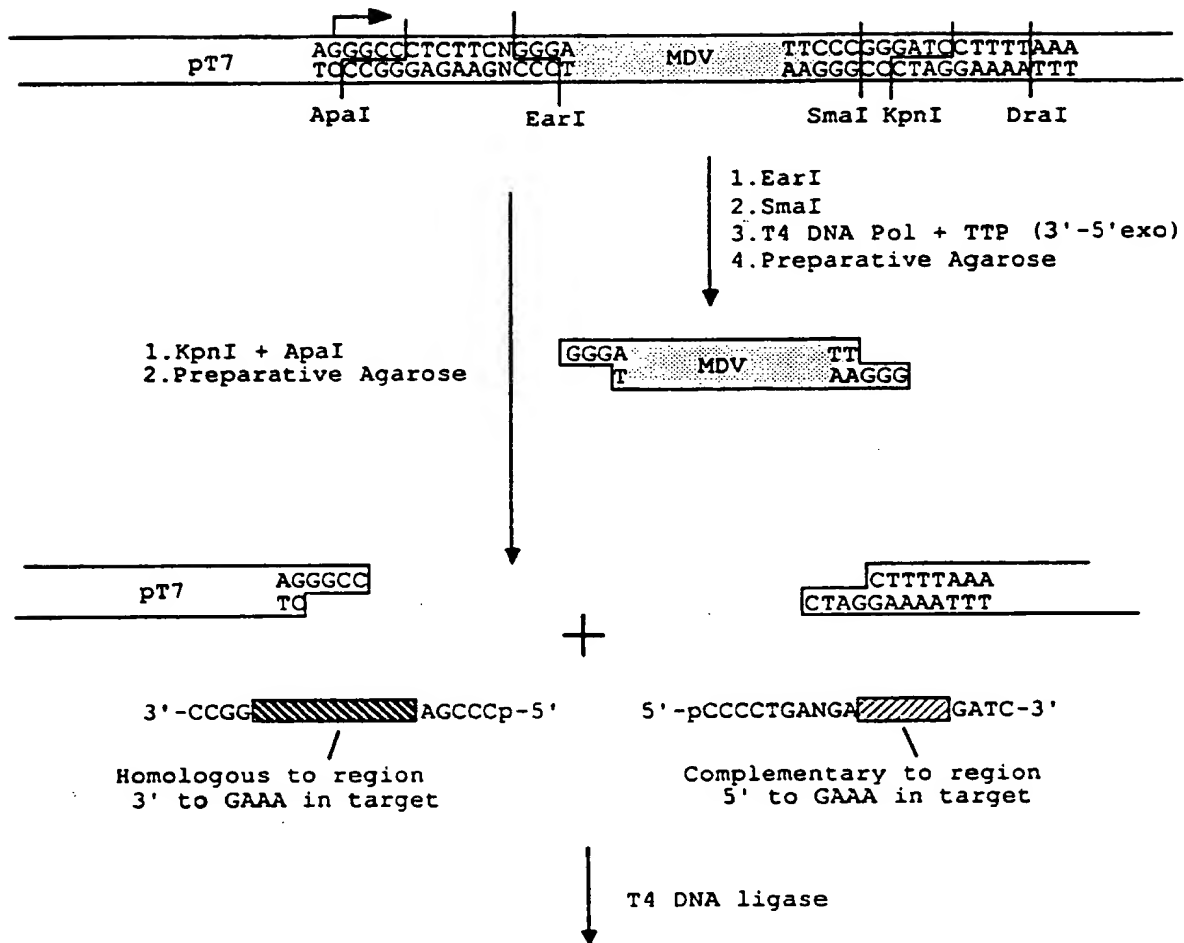 AGGGCCCTCTTCNGGGA
TTCCCGGGATCCTTTTAAA
pT7
MDV
TCCCGGGAGAAGNCCCT
AAGGGCCCTAGGAAAATTT
ApaI
EarI
SmaI KpnI
DraI
1.EarI
2.SmaI
3.T4 DNA Pol + TTP (3'-5'exo)
4.Preparative Agarose
1.KpnI + ApaI
2.Preparative Agarose
GGGA
TT
MDV
T
AAGGG
pT7
AGGGCC
TC
CTTTTAAA
CTAGGAAAATTT
+
3'-CCGG
AGCCCp-5'
5'-pCCCCTGANGA
GATC-3'
Homologous to region
3' to GAAA in target
Complementary to region
5' to GAAA in target
T4 DNA ligase